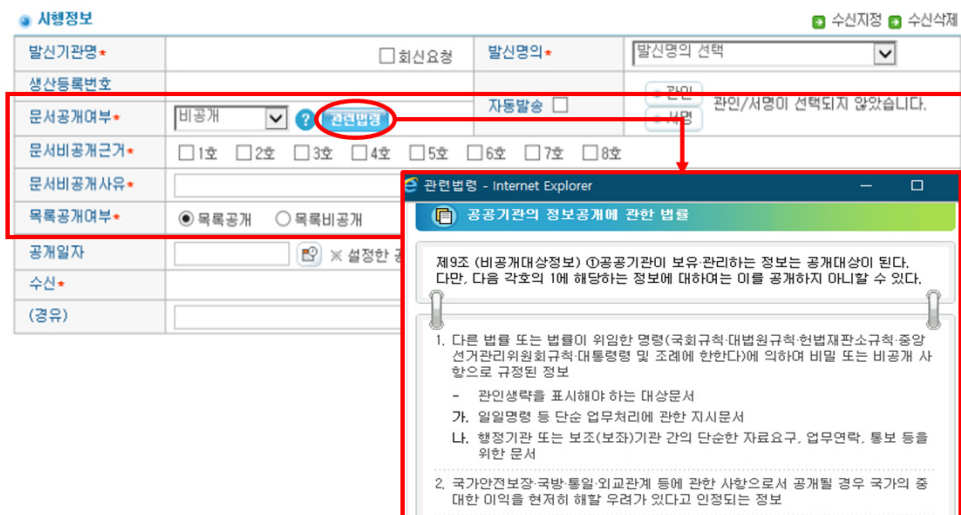 시행정보
수신지정 수신삭제
발신기관명* 회신요청 발신명의* 발신명의 선택
생산등록번호
문서공개여부* 비공개 ? 관련법령 자동발송 관인 서명 관인/서명이 선택되지 않았습니다.
문서비공개근거* 1호 2호 3호 4호 5호 6호 7호 8호
문서비공개사유*
목록공개여부* 목록공개 목록비공개
공개일자 ※ 설정한
수신*
(경유)
관련법령 - Internet Explorer
공공기관의 정보공개에 관한 법률
제9조 (비공개대상정보) ①공공기관이 보유·관리하는 정보는 공개대상이 된다.
다만, 다음 각호의 1에 해당하는 정보에 대하여는 이를 공개하지 아니할 수 있다.
1. 다른 법률 또는 법률이 위임한 명령(국회규칙·대법원규칙·헌법재판소규칙·중앙
선거관리위원회규칙·대통령령 및 조례에 한한다)에 의하여 비밀 또는 비공개 사
항으로 규정된 정보
- 관인생략을 표시해야 하는 대상문서
가. 일일명령 등 단순 업무처리에 관한 지시문서
나. 행정기관 또는 보조(보좌)기관 간의 단순한 자료요구, 업무연락, 통보 등을
위한 문서
2. 국가안전보장·국방·통일·외교관계 등에 관한 사항으로서 공개될 경우 국가의 중
대한 이익을 현저히 해할 우려가 있다고 인정되는 정보